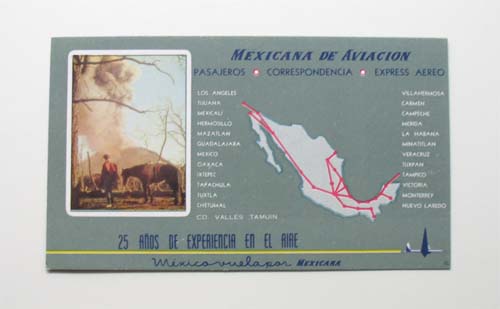 MEXICANA DE AVIACION
PASAJEROS CORRESPONDENCIA EXPRESS AEREO
LOS ANGELES
TIJUANA
MEXICALI
HERMOSILLO
MAZATLAN
GUADALAJARA
MEXICO
OAXACA
IXTEPEC
TAPACHULA
TUXTLA
CHETUMAL
CD. VALLES TAMUIN
VILLAHERMOSA
CARMEN
CAMPECHE
MERIDA
LA HABANA
MINATITLAN
VERACRUZ
TUXPAN
TAMPICO
VICTORIA
MONTERREY
NUEVO LAREDO
25 AÑOS DE EXPERIENCIA EN EL AIRE
México vuela por MEXICANA